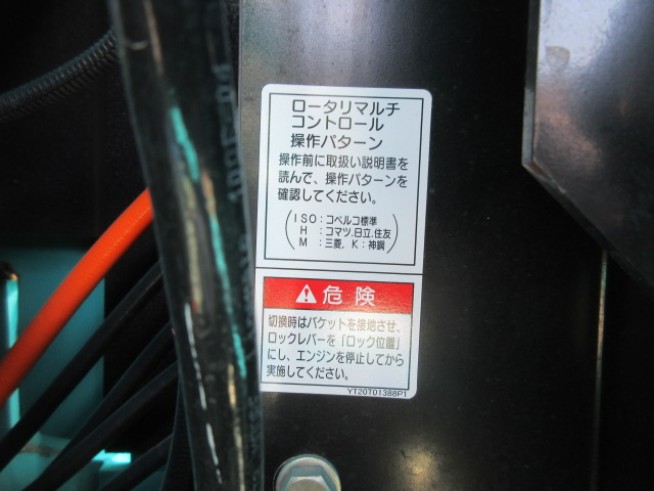 ロータリマルチ
コントロール
操作パターン
操作前に取扱い説明書を
読んで、操作パターンを
確認してください。
(ISO:コベルコ標準
H :コマツ.日立.住友
M :三菱, K:神鋼)
危険
切換時はバケットを接地させ、
ロックレバーを「ロック位置」
にし、エンジンを停止してから
実施してください。
YT20T01388P1